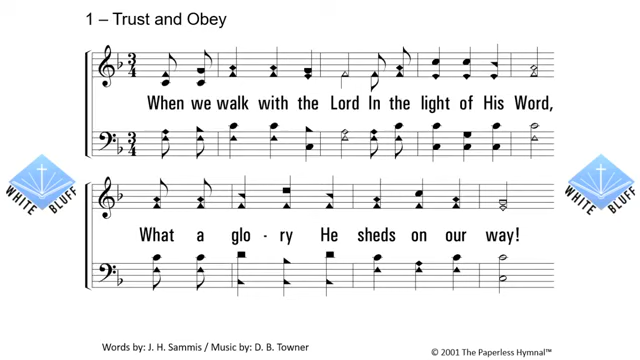 1 – Trust and Obey
When we walk with the Lord In the light of His Word,
WHITE BLUFF
WHITE BLUFF
What a glo - ry He sheds on our way!
Words by: J. H. Sammis / Music by: D. B. Towner
© 2001 The Paperless Hymnal™